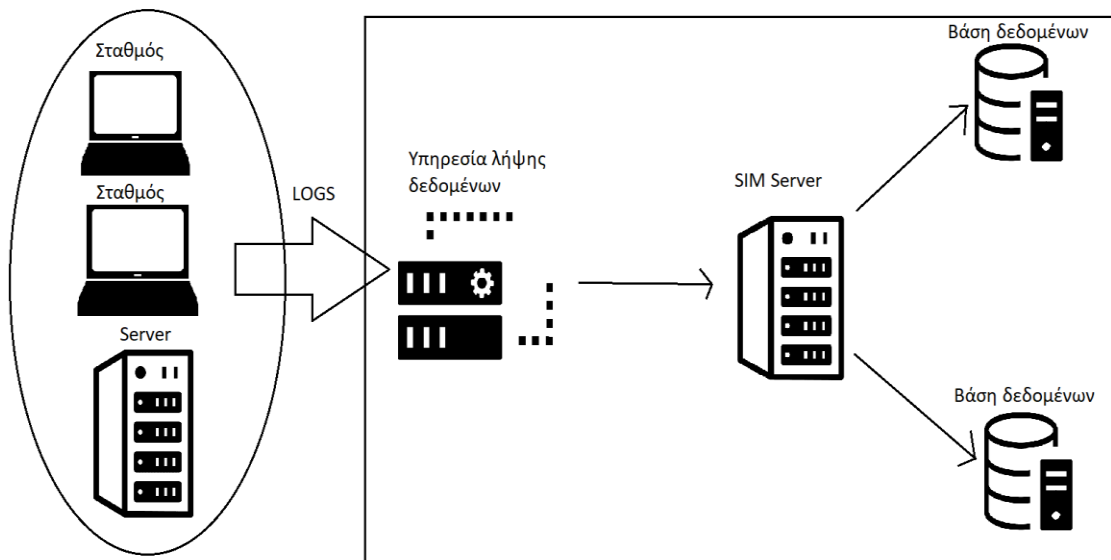 Σταθμός
Σταθμός
Server
LOGS
Υπηρεσία λήψης
δεδομένων
SIM Server
Βάση δεδομένων
Βάση δεδομένων